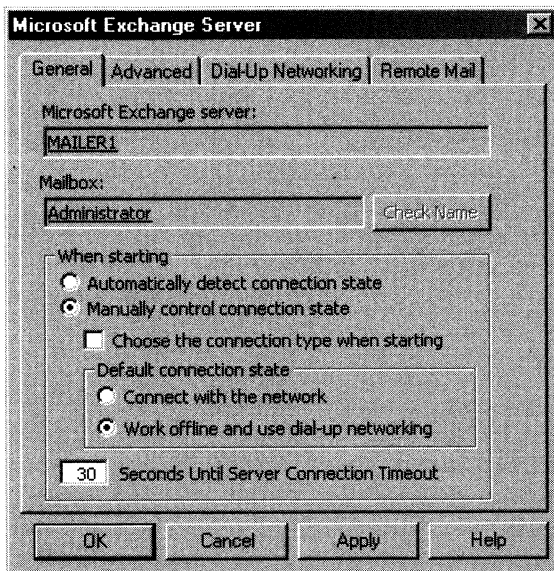 Microsoft Exchange Server
General Advanced Dial-Up Networking Remote Mail
Microsoft Exchange server:
MAILER1
Mailbox:
Administrator Check Name
When starting
Automatically detect connection state
Manually control connection state
Choose the connection type when starting
Default connection state
Connect with the network
Work offline and use dial-up networking
30 Seconds Until Server Connection Timeout
OK Cancel Apply Help